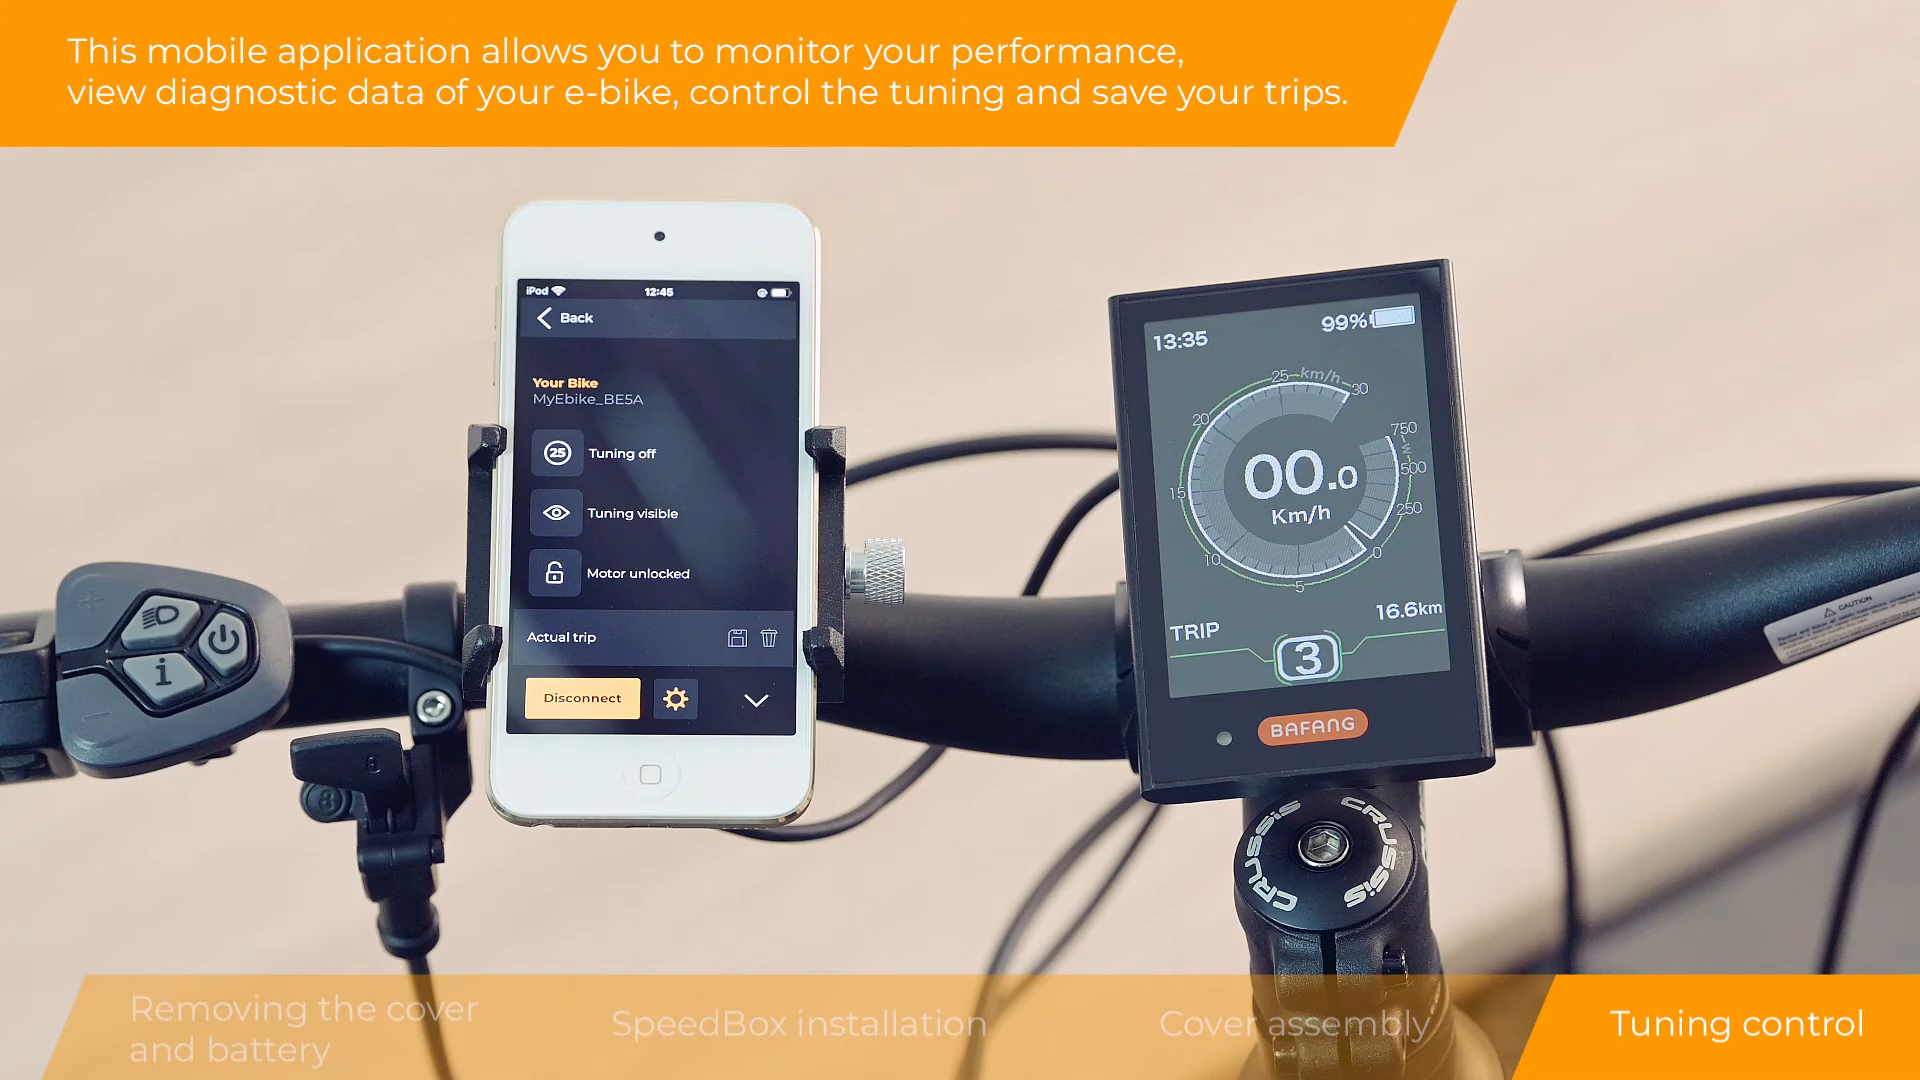 This mobile application allows you to monitor your performance,
view diagnostic data of your e-bike, control the tuning and save your trips.
iPod
12:45
Back
Your Bike
MyEbike_BE5A
25
Tuning off
Tuning visible
Motor unlocked
Actual trip
Disconnect
13:35
99%
25
km/h
30
20
750
W
500
15
250
10
0
5
00.0
Km/h
16.6km
TRIP
3
BAFANG
i
CRUSSIS
CRUSSIS
CAUTION
Removing the cover
and battery
SpeedBox installation
Cover assembly
Tuning control